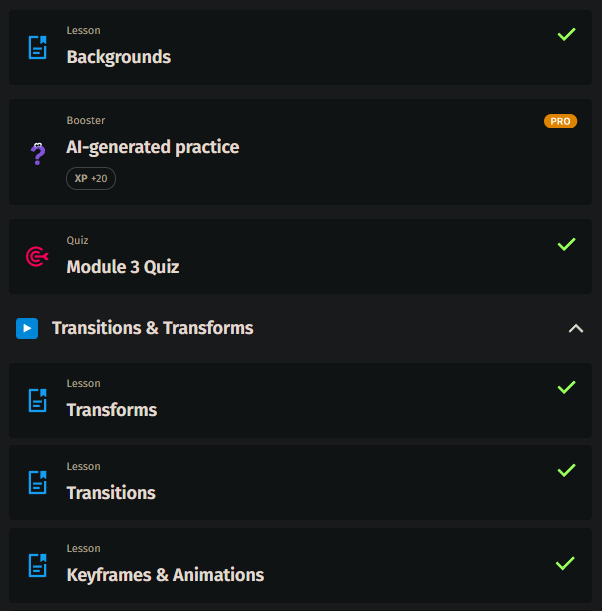 Lesson
Backgrounds
Booster
PRO
AI-generated practice
XP +20
Quiz
Module 3 Quiz
Transitions & Transforms
Lesson
Transforms
Lesson
Transitions
Lesson
Keyframes & Animations